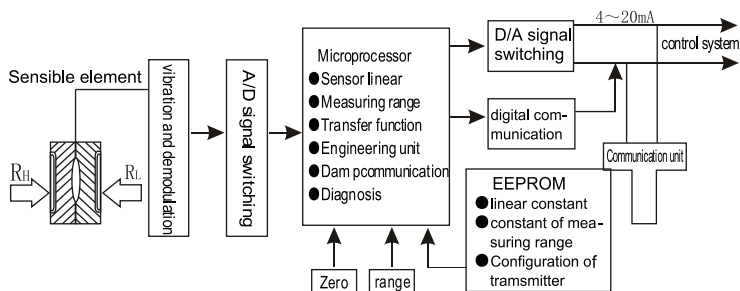 Sensible element
RH
RL
vibration and demodulation
A/D signal
switching
Microprocessor
●Sensor linear
●Measuring range
●Transfer function
●Engineering unit
●Dam pcommunication
●Diagnosis
Zero
range
D/A signal
switching
digital com-
munication
EEPROM
●linear constant
●constant of mea-
suring range
●Configuration of
tramsmitter
4～20mA
control system
Communication unit